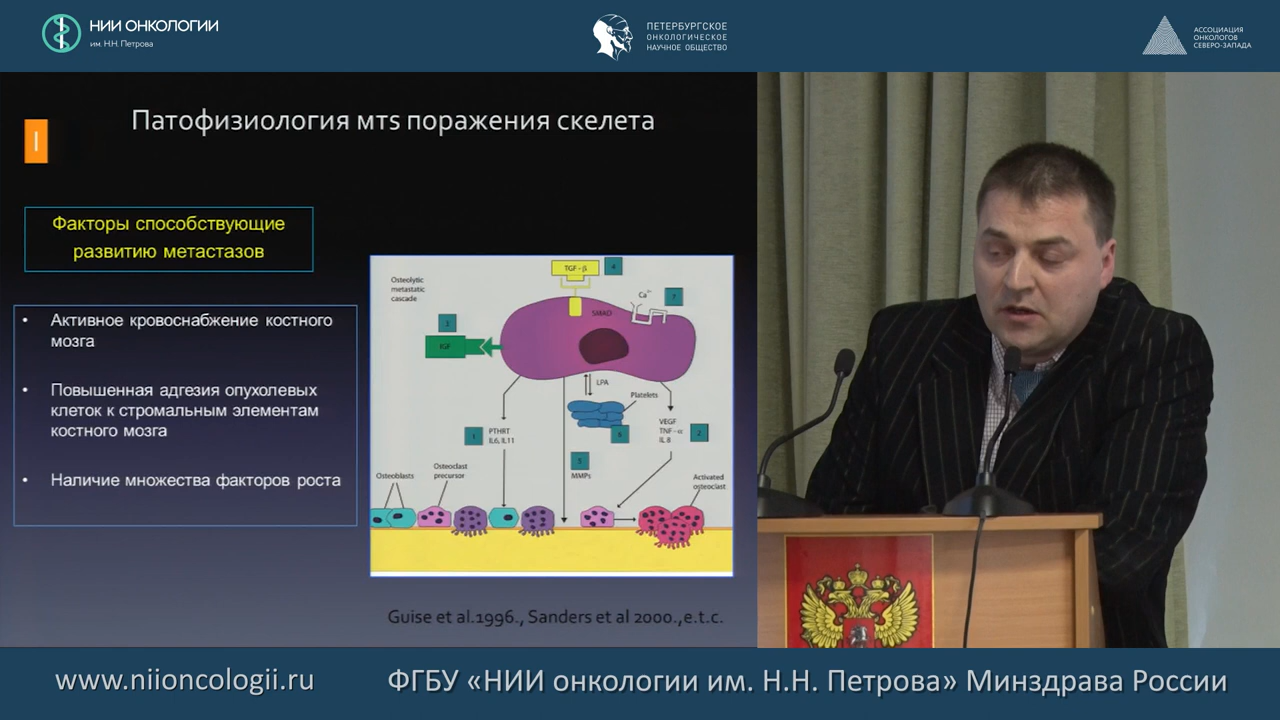 НИИ ОНКОЛОГИИ
им. Н.Н. Петрова
ПЕТЕРБУРГСКОЕ
ОНКОЛОГИЧЕСКОЕ
НАУЧНОЕ ОБЩЕСТВО
АССОЦИАЦИЯ
ОНКОЛОГОВ
СЕВЕРО-ЗАПАДА
Патофизиология мтs поражения скелета
I
Факторы способствующие
развитию метастазов
• Активное кровоснабжение костного
мозга
• Повышенная адгезия опухолевых
клеток к стромальным элементам
костного мозга
• Наличие множества факторов роста
Osteolytic
metastatic
cascade
TGF - β
4
Ca
7
SMAD
3
IGF
LPA
Platelets
8
1
PTHRT
IL6, IL11
VEGF
TNF - α
IL 8
2
5
MMPs
Osteoblasts
Osteoclast
precursor
Activated
osteoclast
Guise et al.1996., Sanders et al 2000.,e.t.c.
www.niioncologii.ru
ФГБУ «НИИ онкологии им. Н.Н. Петрова» Минздрава России